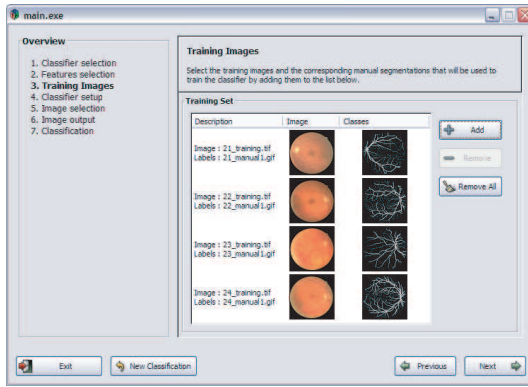 main.exe
Overview
1. Classifier selection
2. Features selection
3. Training Images
4. Classifier setup
5. Image selection
6. Image output
7. Classification
Training Images
Select the training images and the corresponding manual segmentations that will be used to
train the classifier by adding them to the list below.
Training Set
Description Image Classes
Image : 21_training.tif
Labels : 21_manual1.gif
Image : 22_training.tif
Labels : 22_manual1.gif
Image : 23_training.tif
Labels : 23_manual1.gif
Image : 24_training.tif
Labels : 24_manual1.gif
Add
Remove
Remove All
Exit
New Classification
Previous
Next